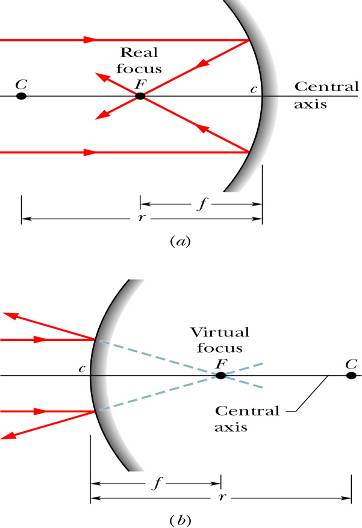 Real
focus
C
F
c
Central
axis
f
r
(a)
Virtual
focus
c
F
C
Central
axis
f
r
(b)